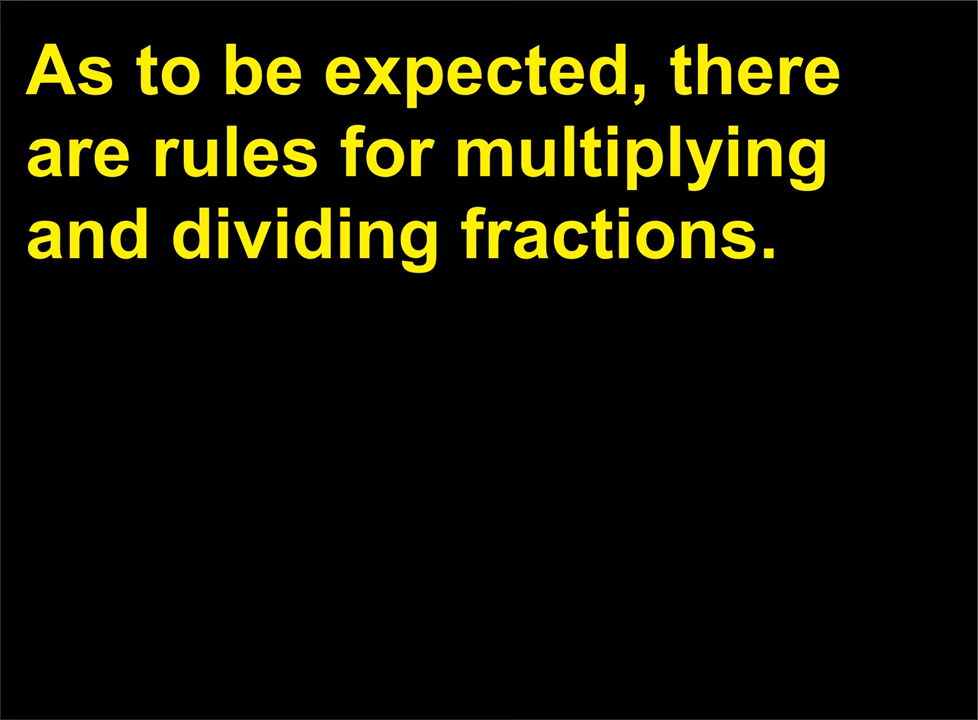 As to be expected, there
are rules for multiplying
and dividing fractions.